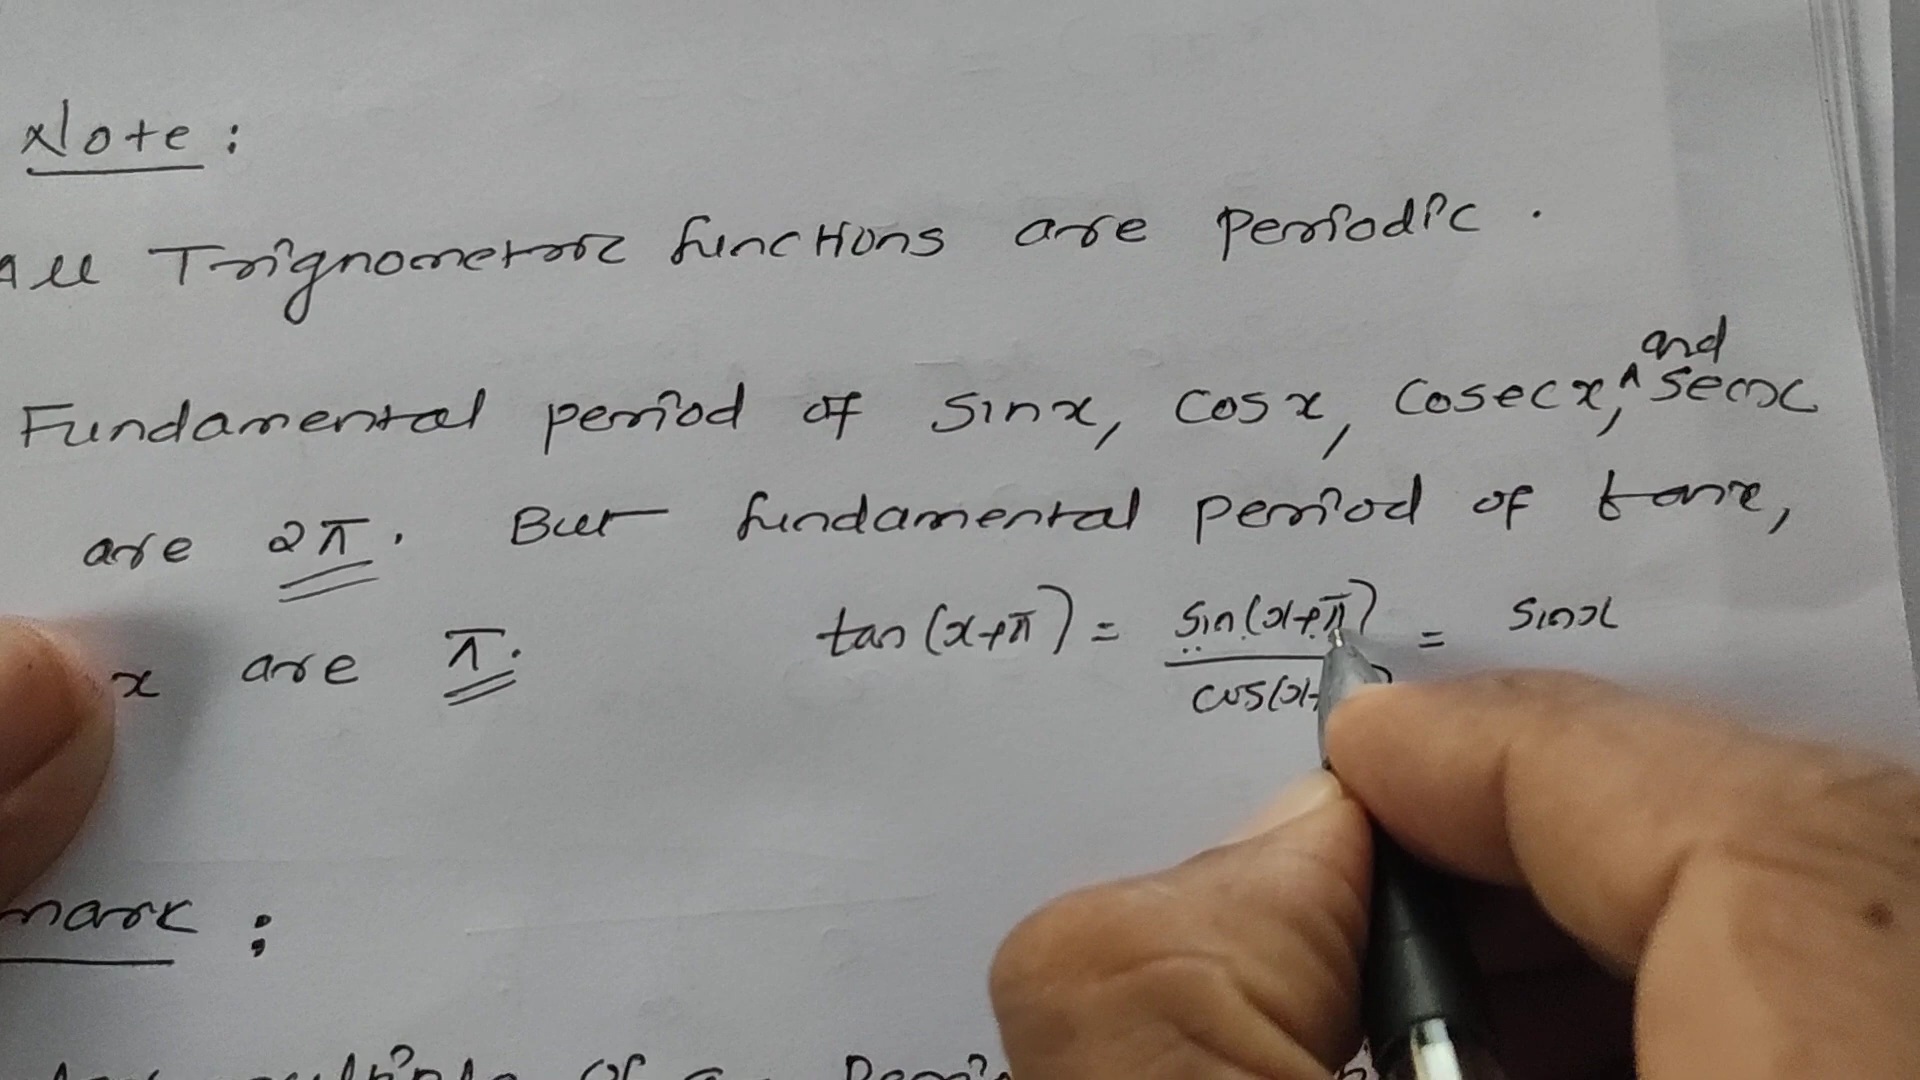 Note :
All Trignometric functions are periodic .
and
Fundamental period of sinx, cosx, cosecx, ^ secx
are 2π . But fundamental period of tanx,
x are π . tan (x+π) = sin(x+π) = sinx
cos(x+
mark :
of a